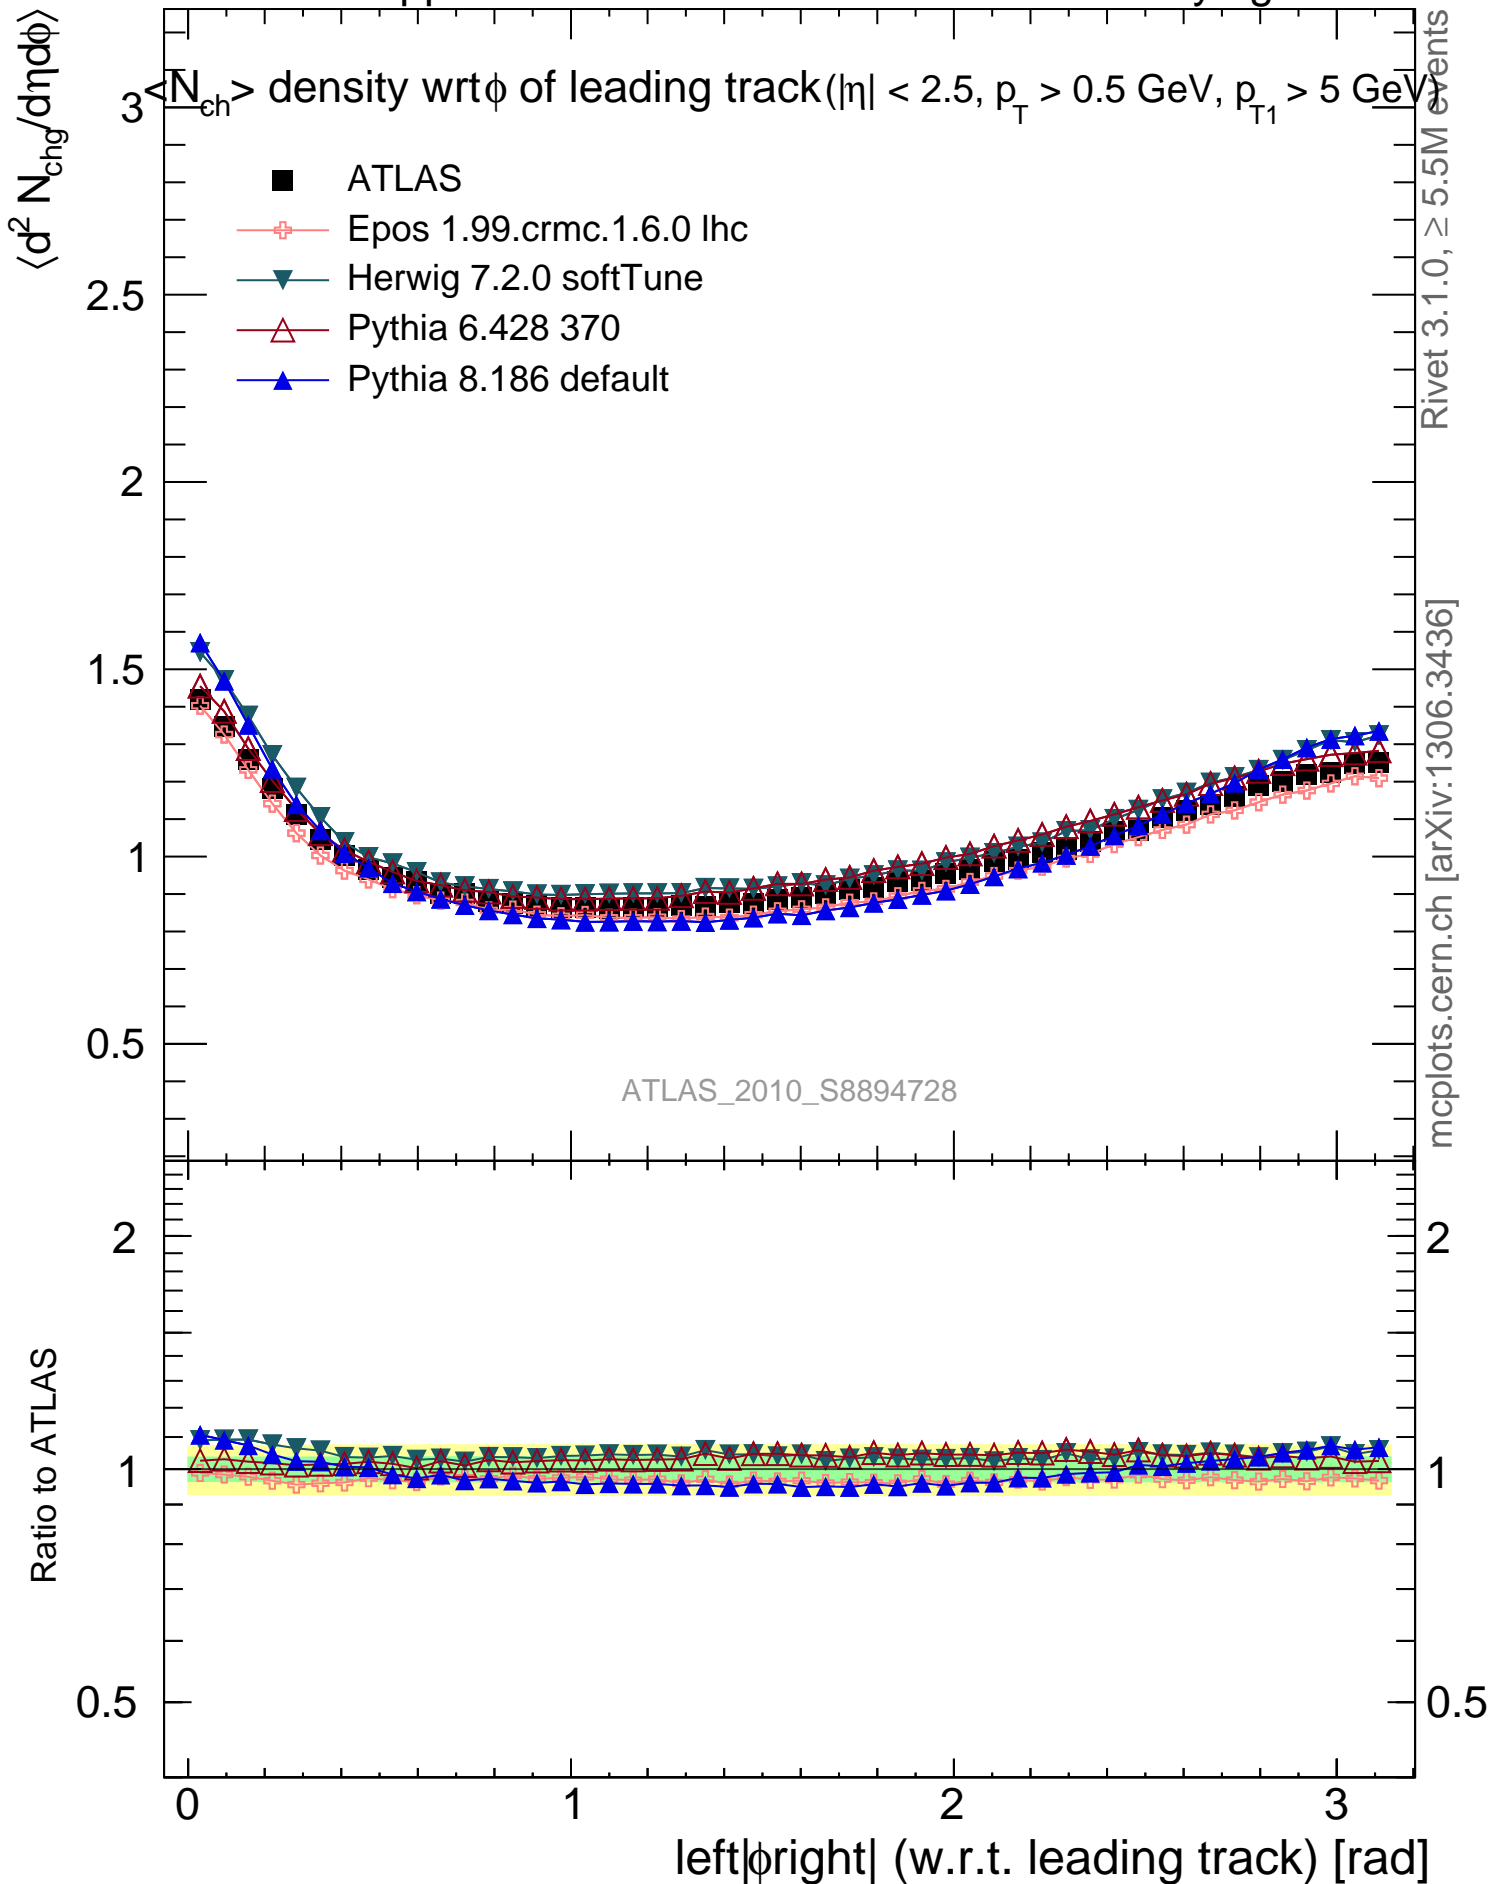 <N_ch> density wrt ϕ of leading track (|η| < 2.5, p_T > 0.5 GeV, p_T1 > 5 GeV)
⟨d² N_chg/dηdϕ⟩
ATLAS
Epos 1.99.crmc.1.6.0 lhc
Herwig 7.2.0 softTune
Pythia 6.428 370
Pythia 8.186 default
3
2.5
2
1.5
1
0.5
ATLAS_2010_S8894728
Rivet 3.1.0, ≥ 5.5M events
mcplots.cern.ch [arXiv:1306.3436]
Ratio to ATLAS
2
1
0.5
2
1
0.5
0
1
2
3
left|ϕright| (w.r.t. leading track) [rad]